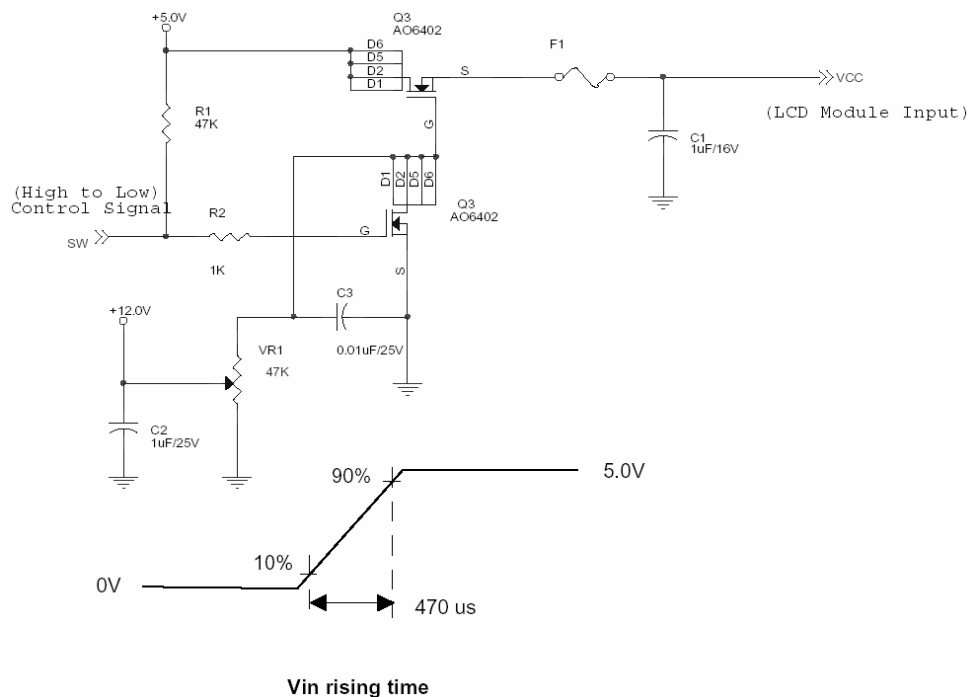 Q3
AO6402
+5.0V
D6
D5
D2
D1
S
F1
VCC
(LCD Module Input)
R1
47K
G
C1
1uF/16V
D1
D2
D5
D6
(High to Low)
Control Signal
R2
Q3
AO6402
SW
G
1K
S
C3
+12.0V
VR1
47K
0.01uF/25V
C2
1uF/25V
90%
5.0V
10%
0V
470 us
Vin rising time